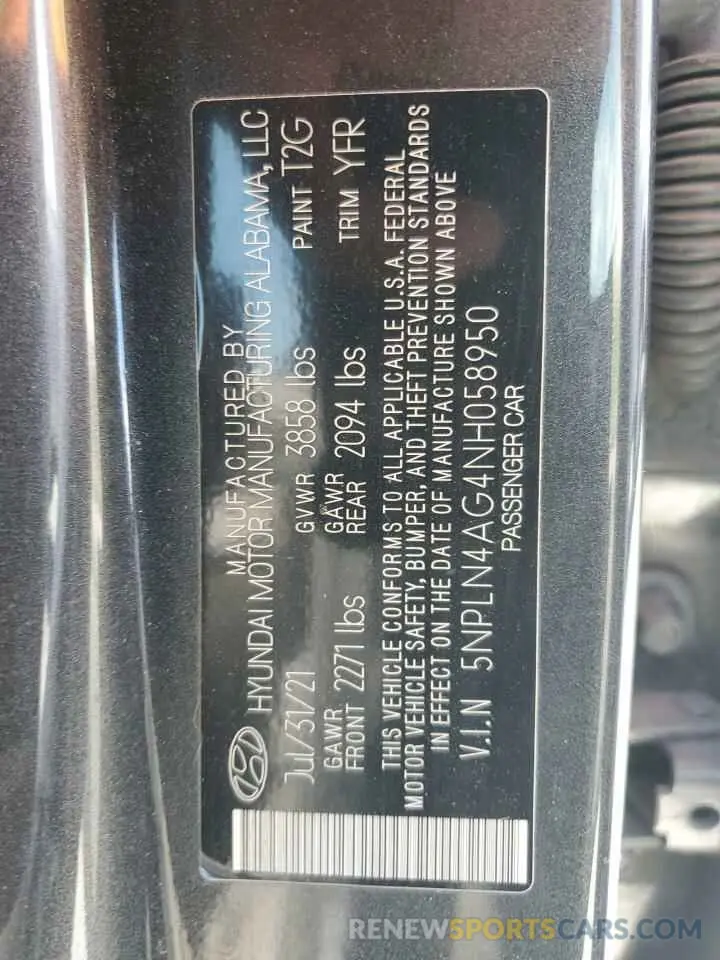 MANUFACTURED BY
HYUNDAI MOTOR MANUFACTURING ALABAMA, LLC
Jul/31/21 GVWR 3858 lbs PAINT T2G
GAWR FRONT 2271 lbs GAWR REAR 2094 lbs TRIM YFR
THIS VEHICLE CONFORMS TO ALL APPLICABLE U.S.A. FEDERAL
MOTOR VEHICLE SAFETY, BUMPER, AND THEFT PREVENTION STANDARDS
IN EFFECT ON THE DATE OF MANUFACTURE SHOWN ABOVE
V.I.N 5NPLN4AG4NH058950
PASSENGER CAR
RENEWSPORTSCARS.COM